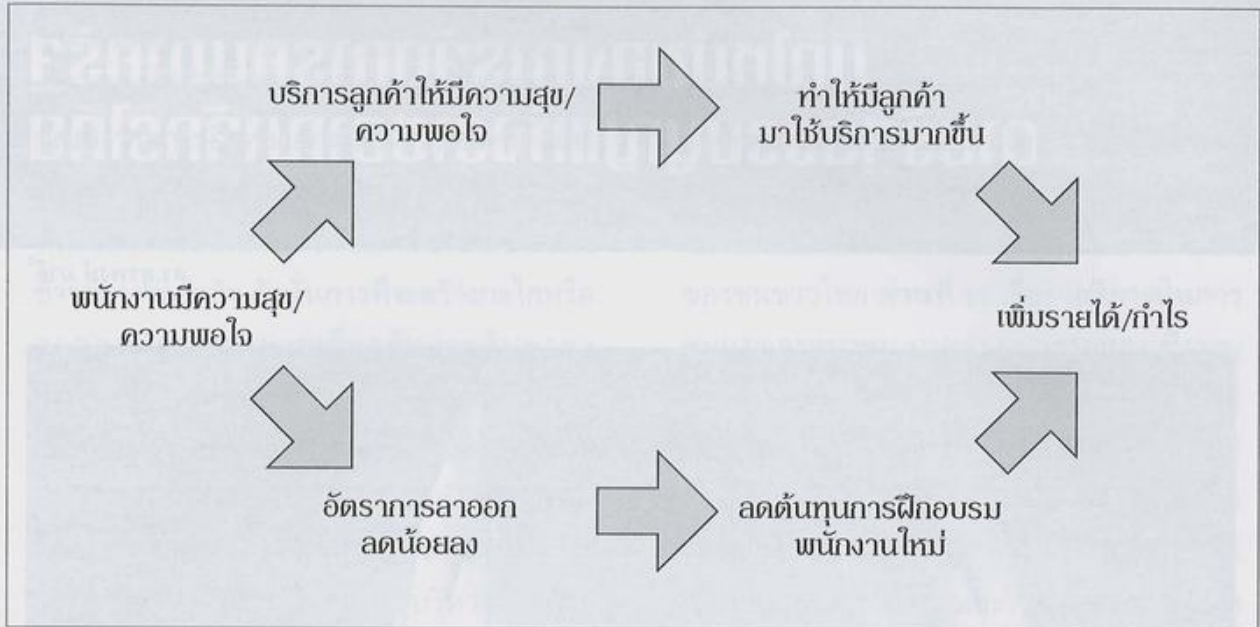 บริการลูกค้าให้มีความสุข/
ความพอใจ
ทำให้มีลูกค้า
มาใช้บริการมากขึ้น
พนักงานมีความสุข/
ความพอใจ
เพิ่มรายได้/กำไร
อัตราการลาออก
ลดน้อยลง
ลดต้นทุนการฝึกอบรม
พนักงานใหม่